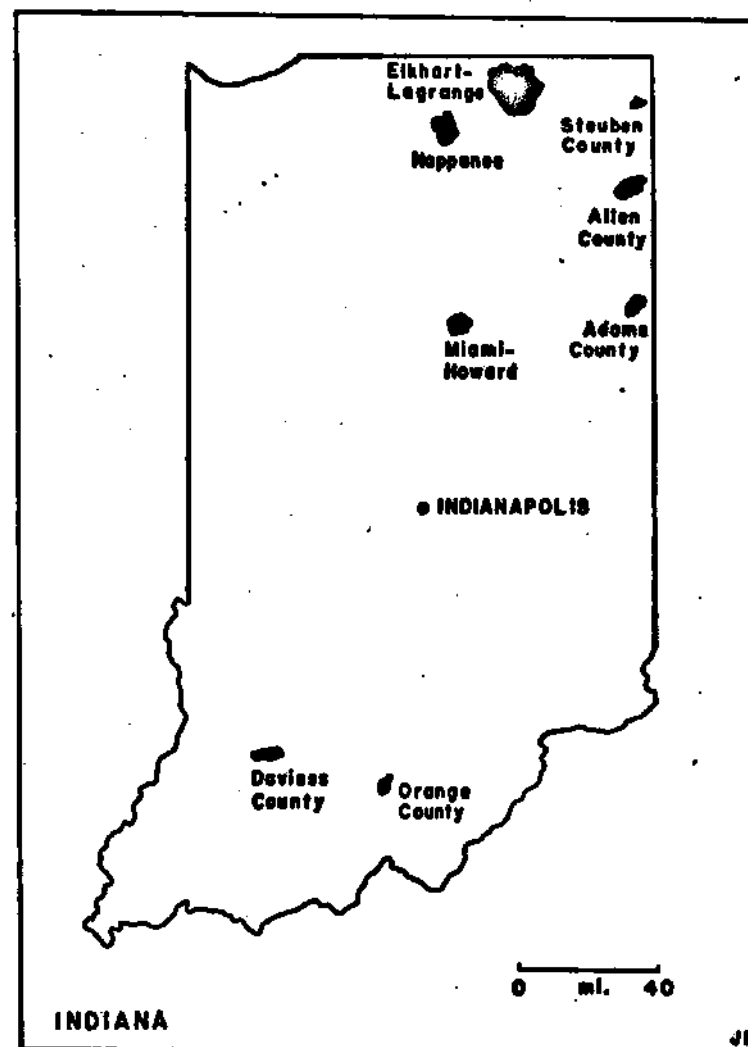 Elkhart-
Lagrange
Steuben
County
Nappanee
Allen
County
Adams
County
Miami-
Howard
INDIANAPOLIS
Daviess
County
Orange
County
0 mi. 40
INDIANA